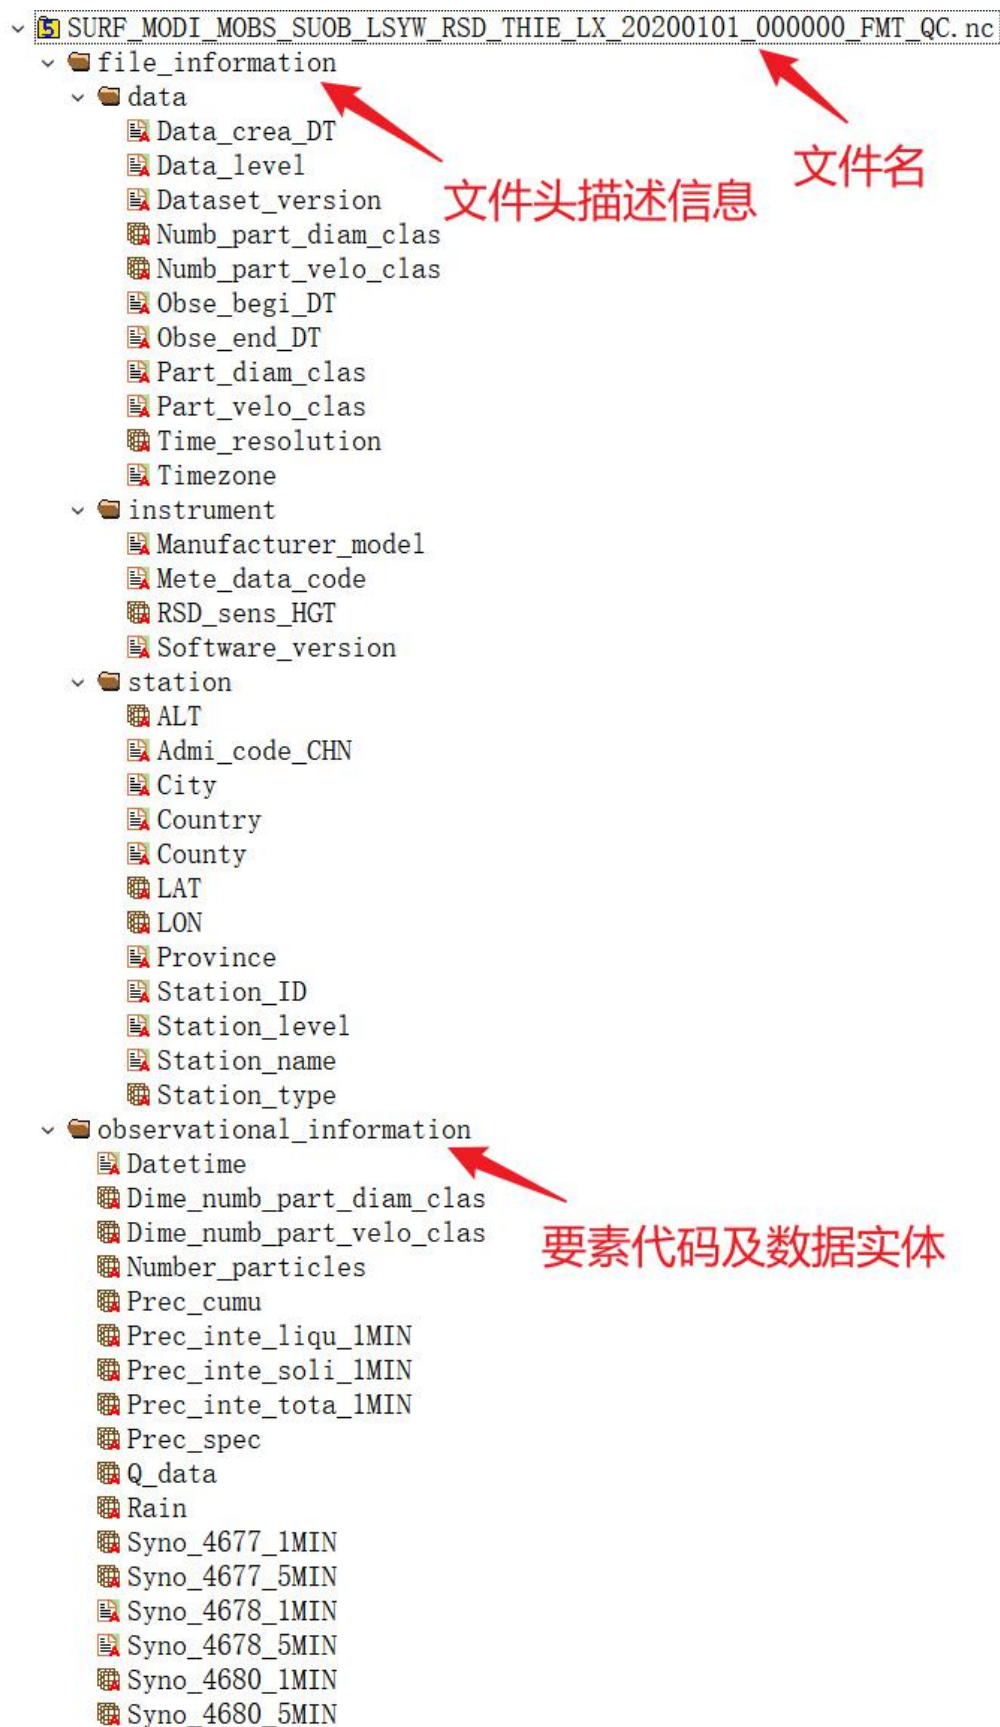 SURF_MODI_MOBS_SUOB_LSYW_RSD_THIE_LX_20200101_000000_FMT_QC.nc
file_information
data
Data_crea_DT
文件名
Data_level
文件头描述信息
Dataset_version
Numb_part_diam_clas
Numb_part_velo_clas
Obse_begi_DT
Obse_end_DT
Part_diam_clas
Part_velo_clas
Time_resolution
Timezone
instrument
Manufacturer_model
Mete_data_code
RSD_sens_HGT
Software_version
station
ALT
Admi_code_CHN
City
Country
County
LAT
LON
Province
Station_ID
Station_level
Station_name
Station_type
observational_information
Datetime
Dime_numb_part_diam_clas
Dime_numb_part_velo_clas
要素代码及数据实体
Number_particles
Prec_cumu
Prec_inte_liqu_1MIN
Prec_inte_soli_1MIN
Prec_inte_tota_1MIN
Prec_spec
Q_data
Rain
Syno_4677_1MIN
Syno_4677_5MIN
Syno_4678_1MIN
Syno_4678_5MIN
Syno_4680_1MIN
Syno_4680_5MIN